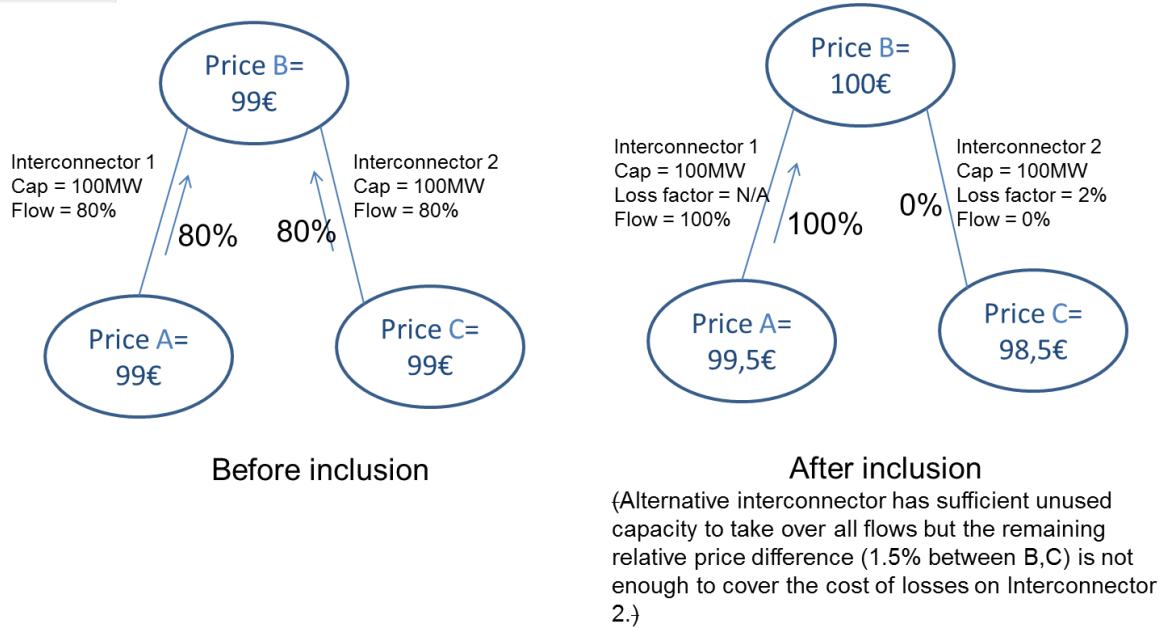 Price B=
99€
Interconnector 1
Cap = 100MW
Flow = 80%
Interconnector 2
Cap = 100MW
Flow = 80%
80%
80%
Price A=
99€
Price C=
99€
Before inclusion
Price B=
100€
Interconnector 1
Cap = 100MW
Loss factor = N/A
Flow = 100%
Interconnector 2
Cap = 100MW
Loss factor = 2%
Flow = 0%
100%
0%
Price A=
99,5€
Price C=
98,5€
After inclusion
(Alternative interconnector has sufficient unused
capacity to take over all flows but the remaining
relative price difference (1.5% between B,C) is not
enough to cover the cost of losses on Interconnector
2.)